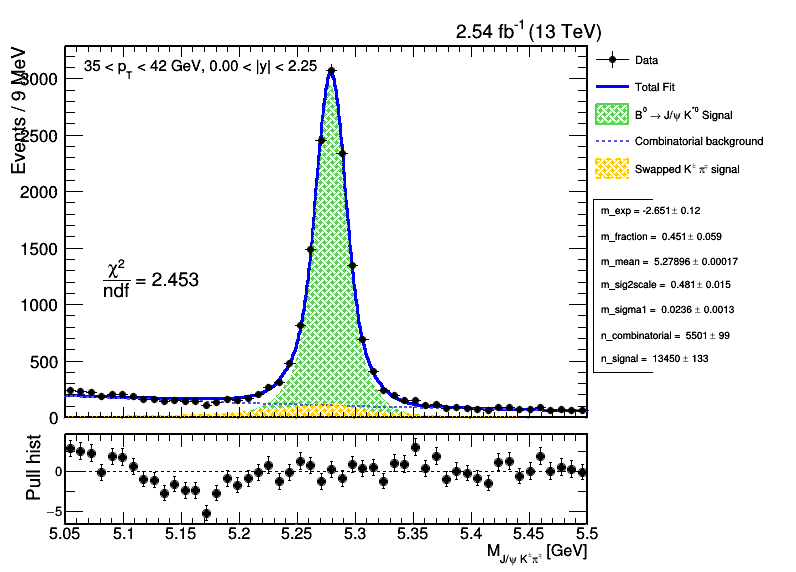 2.54 fb⁻¹ (13 TeV)
35 < p_T < 42 GeV, 0.00 < |y| < 2.25
Events / 9 MeV
3000
2500
2000
1500
1000
500
0
χ²/ndf = 2.453
Data
Total Fit
B⁰ → J/ψ K*⁰ Signal
Combinatorial background
Swapped K± π∓ signal
m_exp = -2.651 ± 0.12
m_fraction = 0.451 ± 0.059
m_mean = 5.27896 ± 0.00017
m_sig2scale = 0.481 ± 0.015
m_sigma1 = 0.0236 ± 0.0013
n_combinatorial = 5501 ± 99
n_signal = 13450 ± 133
Pull hist
0
−5
5.05 5.1 5.15 5.2 5.25 5.3 5.35 5.4 5.45 5.5
M_J/ψ K±π∓ [GeV]